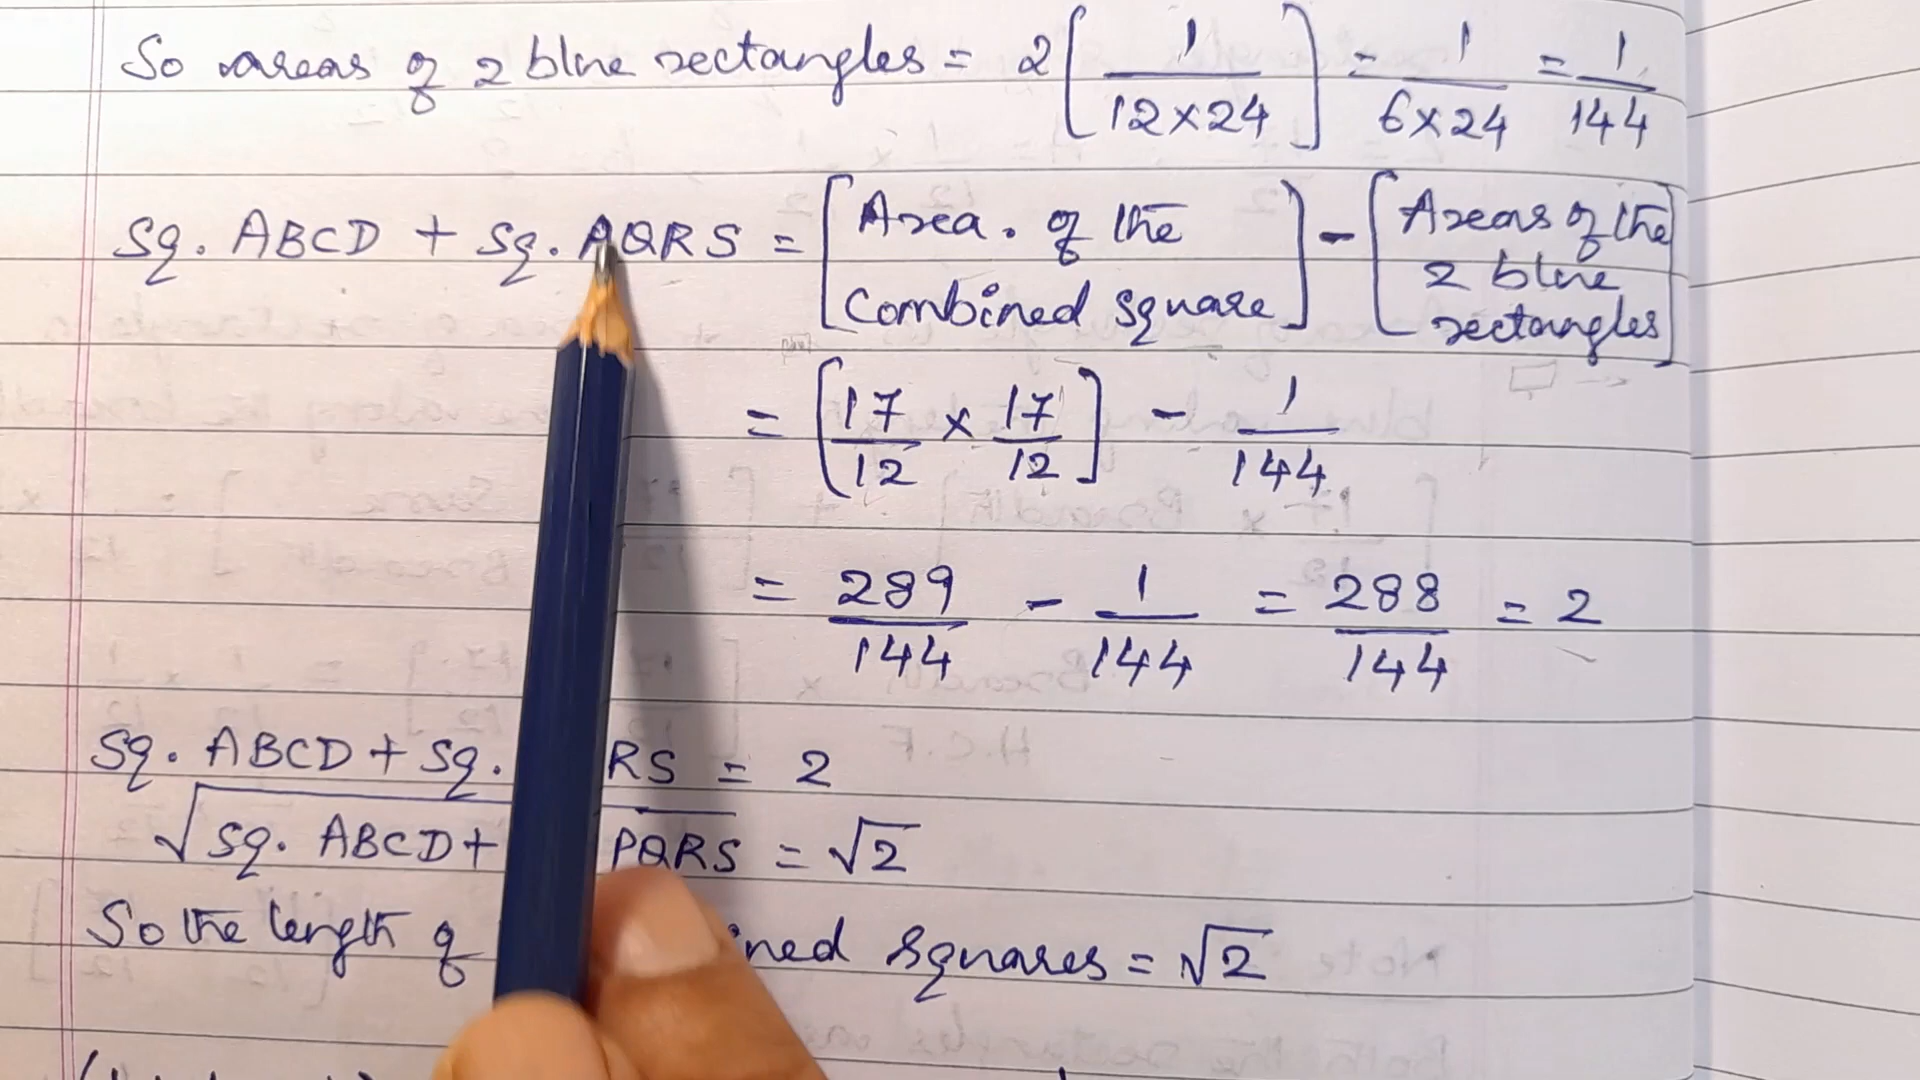 So areas of 2 blue rectangles = 2[1/12×24] = 1/6×24 = 1/144
Sq. ABCD + Sq. PQRS = [Area. of the Combined square] - [Areas of the 2 blue rectangles]
= [17/12 × 17/12] - 1/144
= 289/144 - 1/144 = 288/144 = 2
Sq. ABCD + Sq. RS = 2
√Sq. ABCD + PQRS = √2
So the length of ined squares = √2